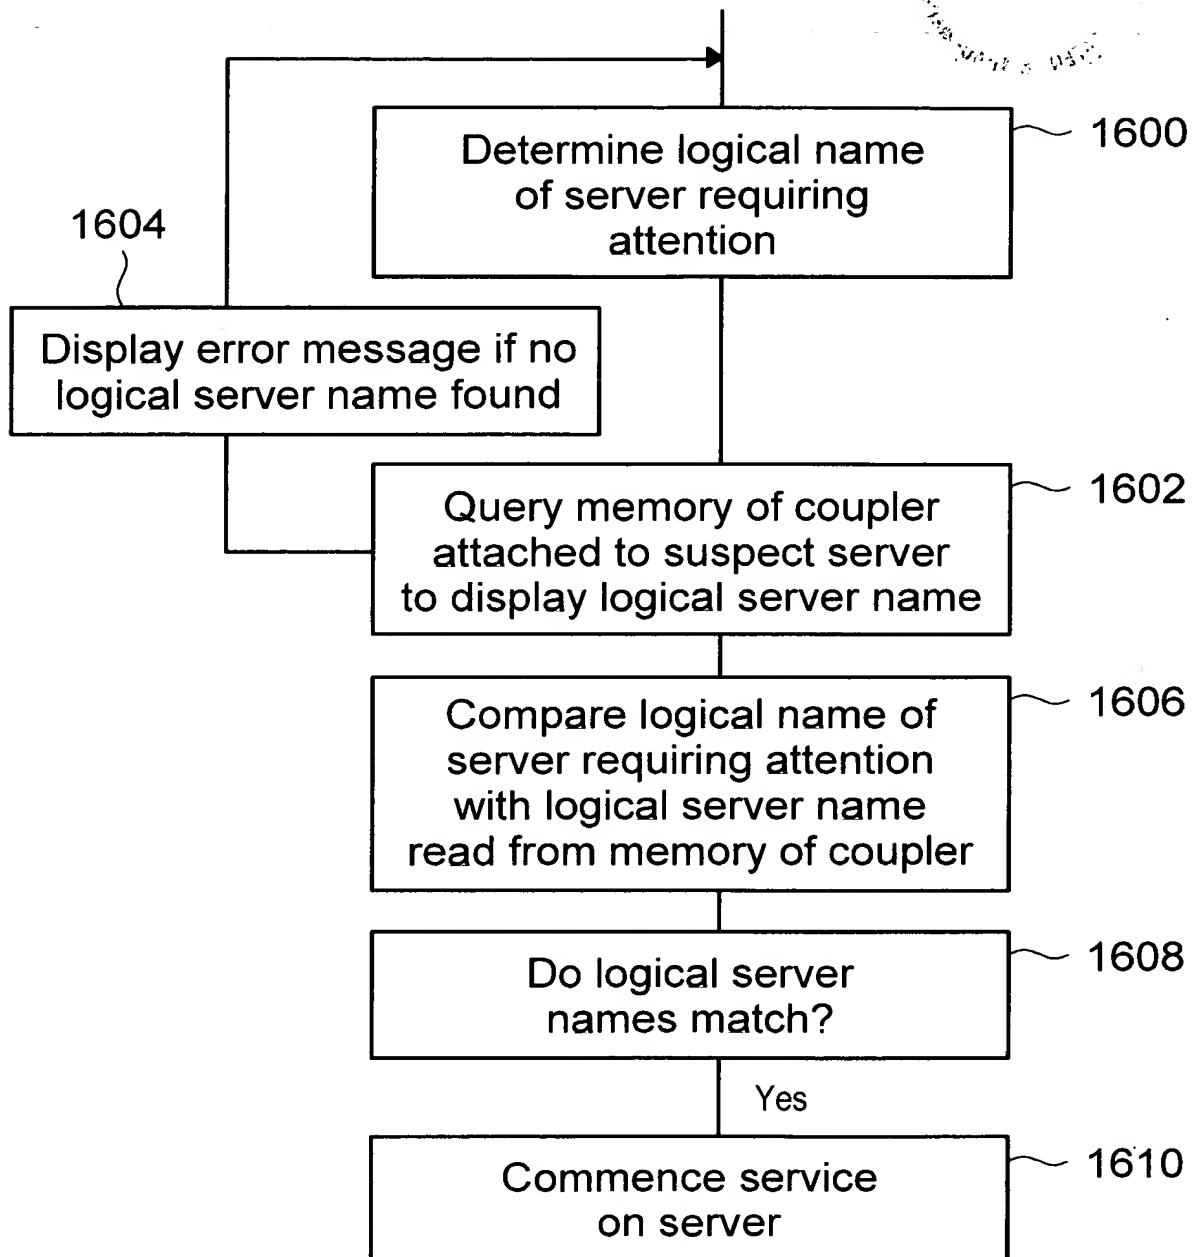 Determine logical name
of server requiring
attention
1600
1604
Display error message if no
logical server name found
Query memory of coupler
attached to suspect server
to display logical server name
1602
Compare logical name of
server requiring attention
with logical server name
read from memory of coupler
1606
Do logical server
names match?
1608
Yes
Commence service
on server
1610